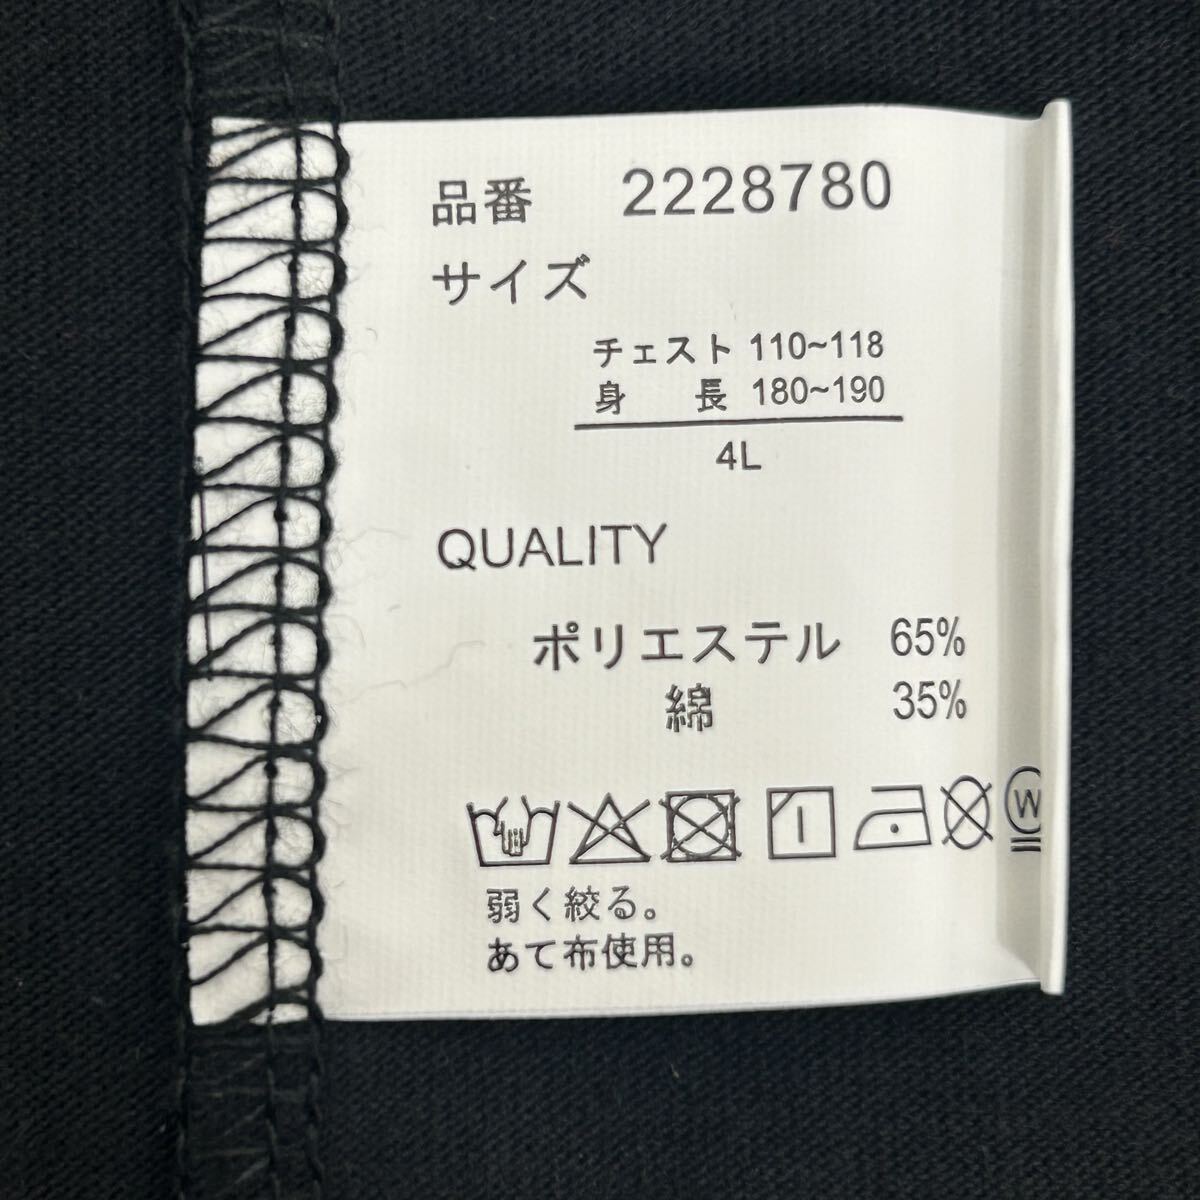 品番 2228780
サイズ
チェスト 110~118
身 長 180~190
4L
QUALITY
ポリエステル 65%
綿 35%
W
弱く絞る。
あて布使用。